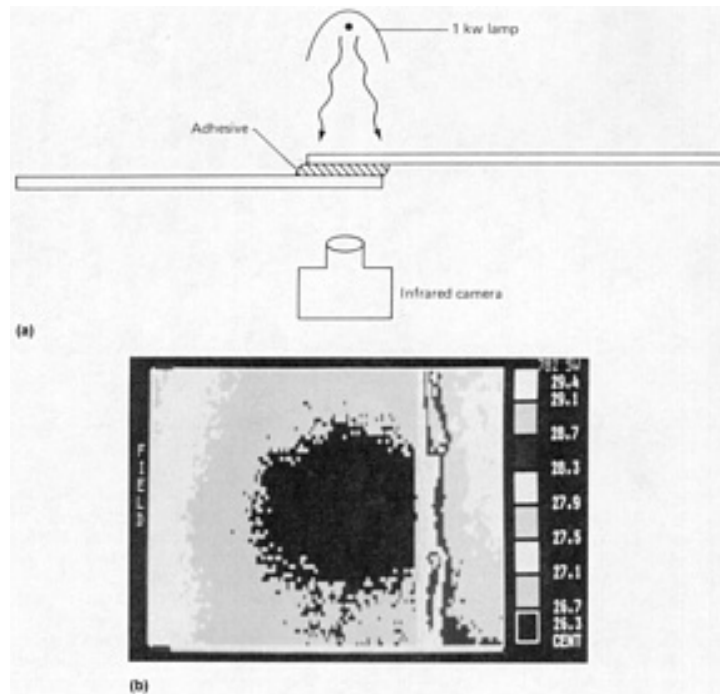 1 kw lamp
Adhesive
Infrared camera
(a)
FIELD
29.4
29.1
28.7
28.3
27.9
27.5
27.1
26.7
26.3
CENT
(b)